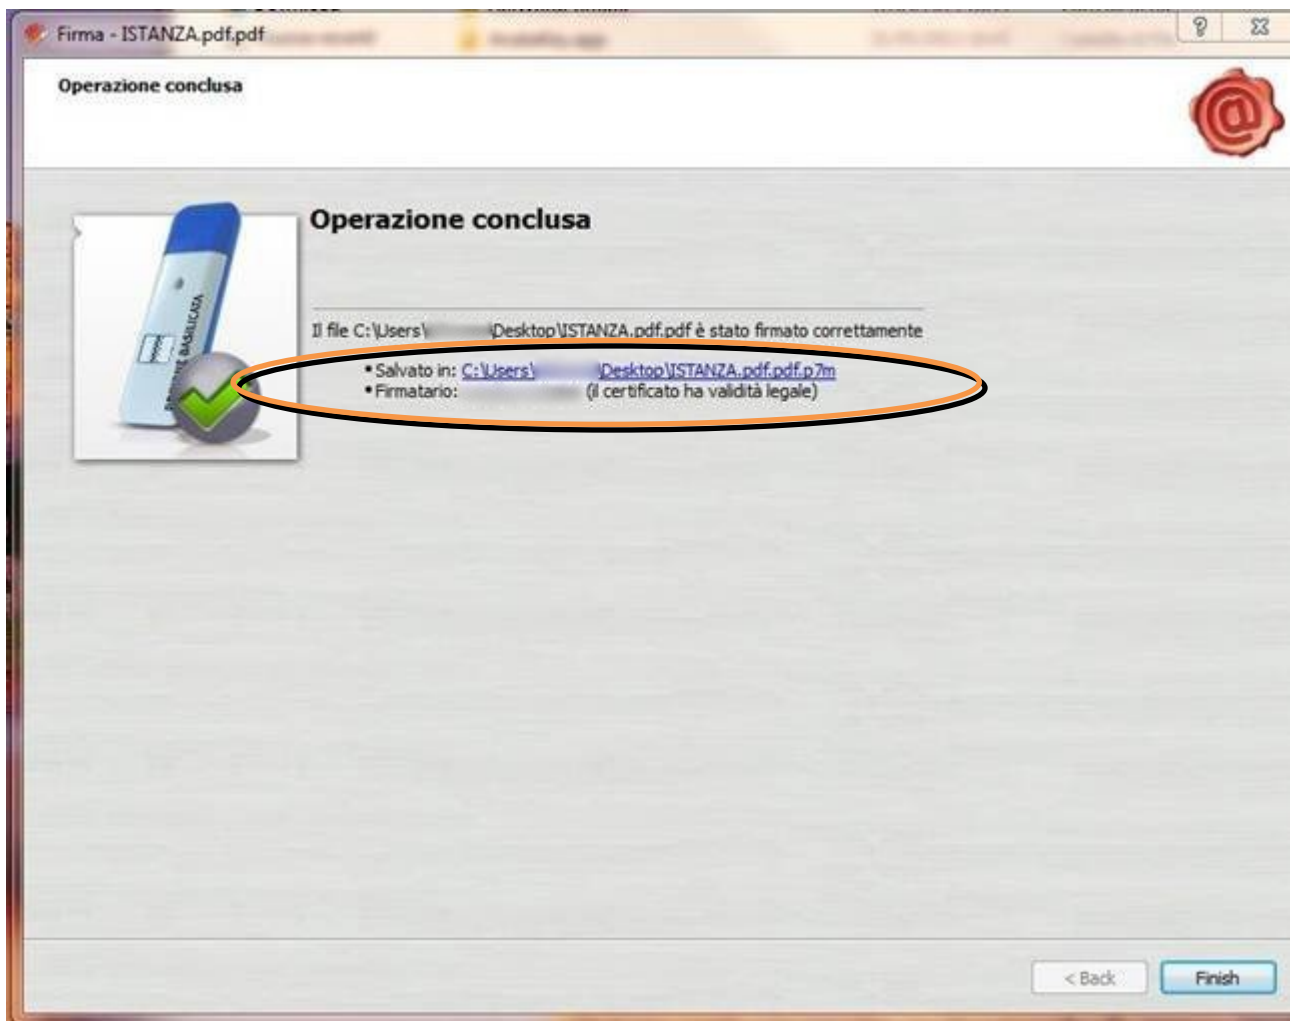 Firma - ISTANZA.pdf.pdf
Operazione conclusa
Operazione conclusa
BASILICATA
Il file C:\Users\ \Desktop\ISTANZA.pdf.pdf è stato firmato correttamente
• Salvato in: C:\Users\ \Desktop\ISTANZA.pdf.pdf.p7m
• Firmatario: (il certificato ha validità legale)
< Back
Finish